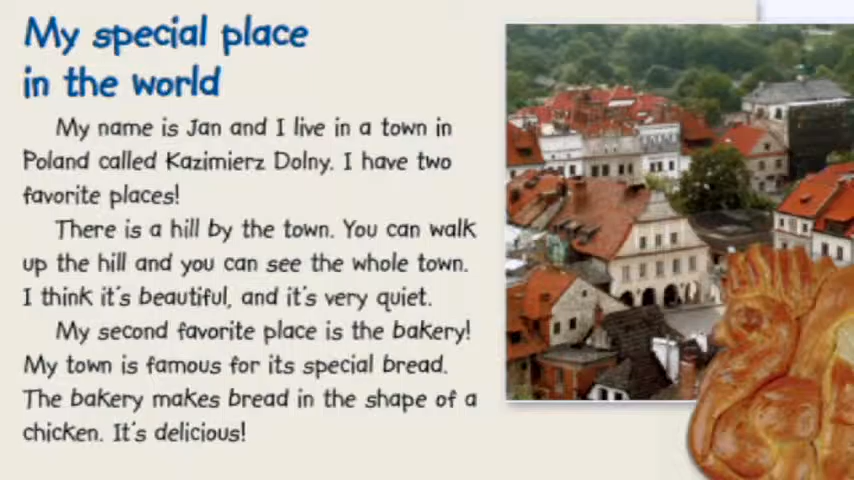 My special place
in the world
My name is Jan and I live in a town in
Poland called Kazimierz Dolny. I have two
favorite places!
There is a hill by the town. You can walk
up the hill and you can see the whole town.
I think it's beautiful, and it's very quiet.
My second favorite place is the bakery!
My town is famous for its special bread.
The bakery makes bread in the shape of a
chicken. It's delicious!